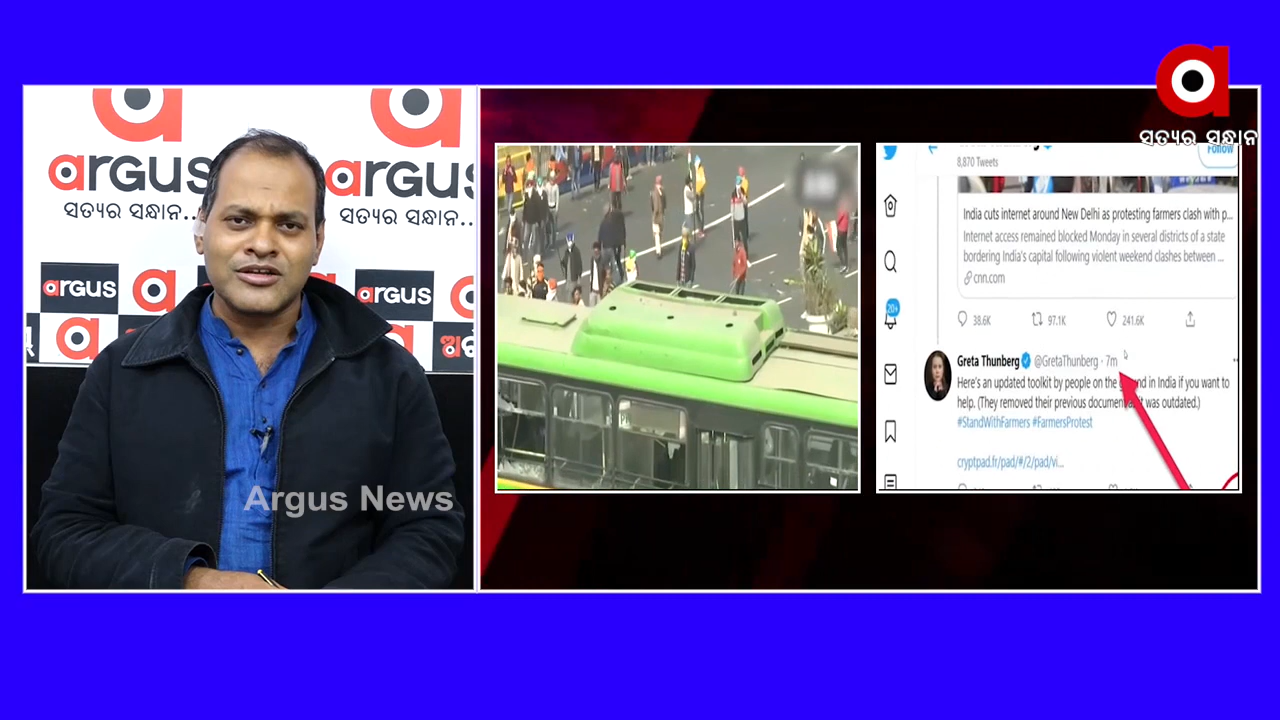 argus
ସତ୍ୟର ସନ୍ଧାନ..
argus
ସତ୍ୟର ସନ୍ଧାନ..
argus
argus
Argus News
ସତ୍ୟର ସନ୍ଧାନ
8,870 Tweets
Follow
India cuts internet around New Delhi as protesting farmers clash with p...
Internet access remained blocked Monday in several districts of a state
bordering India's capital following violent weekend clashes between ...
cnn.com
38.6K 97.1K 241.6K
20+
Greta Thunberg @GretaThunberg · 7m
Here's an updated toolkit by people on the ground in India if you want to
help. (They removed their previous document as it was outdated.)
#StandWithFarmers #FarmersProtest
cryptpad.fr/pad/#/2/pad/vi...